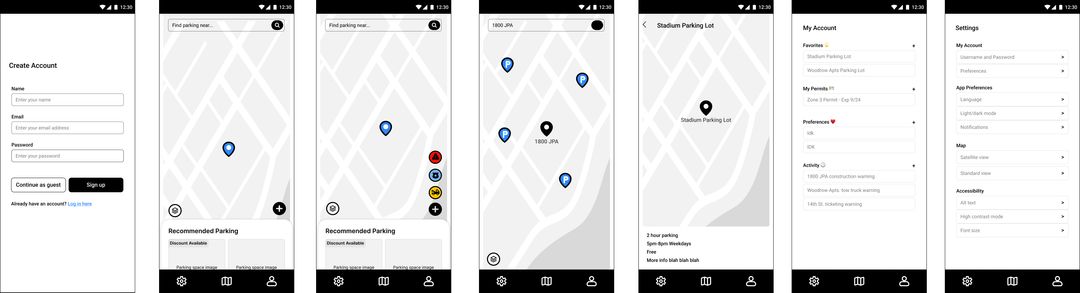 12:30
Create Account
Name
Enter your name
Email
Enter your email address
Password
Enter your password
Continue as guest
Sign up
Already have an account? Log in here
12:30
Find parking near...
Recommended Parking
Discount Available
Parking space image
Parking space image
12:30
Find parking near...
Recommended Parking
Discount Available
Parking space image
Parking space image
12:30
1800 JPA
P
P
P
1800 JPA
P
12:30
Stadium Parking Lot
Stadium Parking Lot
2 hour parking
5pm-8pm Weekdays
Free
More info blah blah blah
12:30
My Account
Favorites
Stadium Parking Lot
Woodrow Apts Parking Lot
My Permits
Zone 3 Permit - Exp 9/24
Preferences
Idk
IDK
Activity
1800 JPA construction warning
Woodrow Apts. tow truck warning
14th St. ticketing warning
12:30
Settings
My Account
Username and Password >
Preferences >
App Preferences
Language >
Light/dark mode >
Notifications >
Map
Satellite view >
Standard view >
Accessibility
Alt text >
High contrast mode >
Font size >